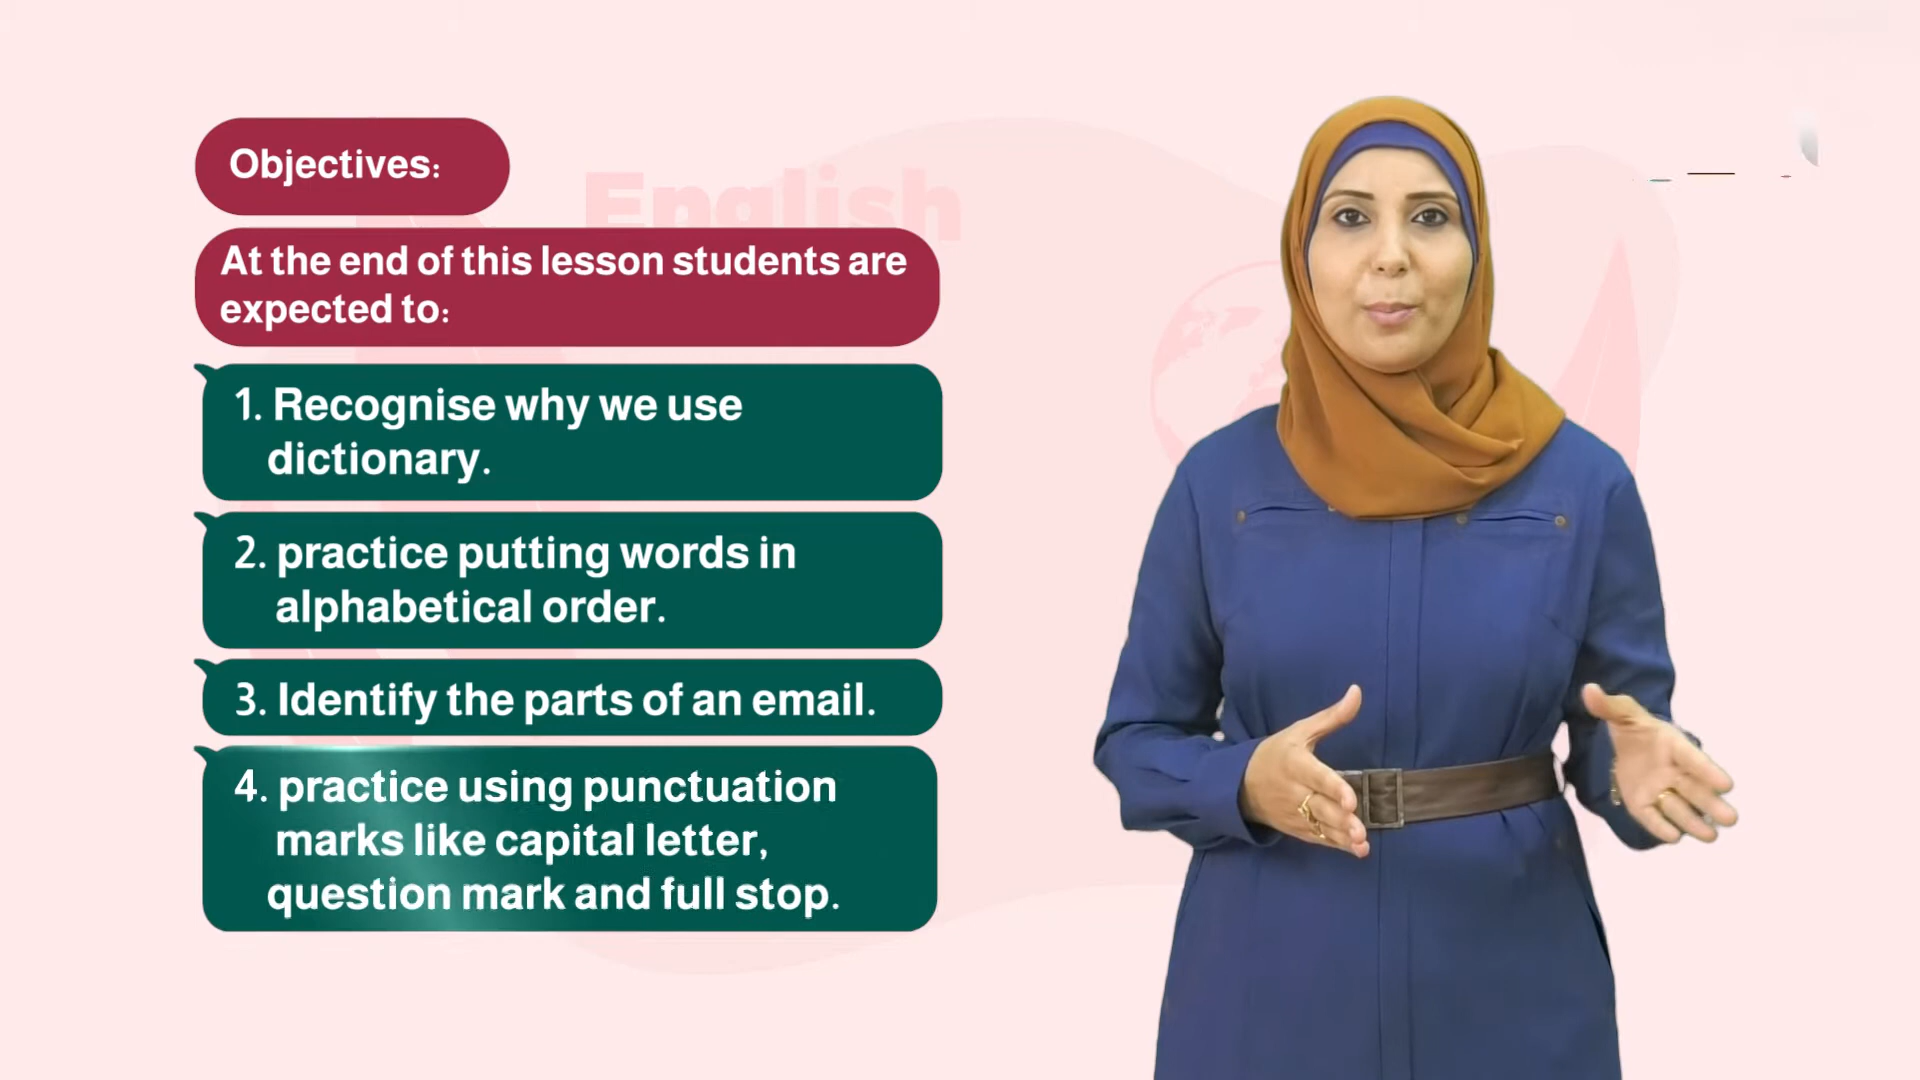 Objectives:
English
At the end of this lesson students are
expected to:
1. Recognise why we use
dictionary.
2. practice putting words in
alphabetical order.
3. Identify the parts of an email.
4. practice using punctuation
marks like capital letter,
question mark and full stop.